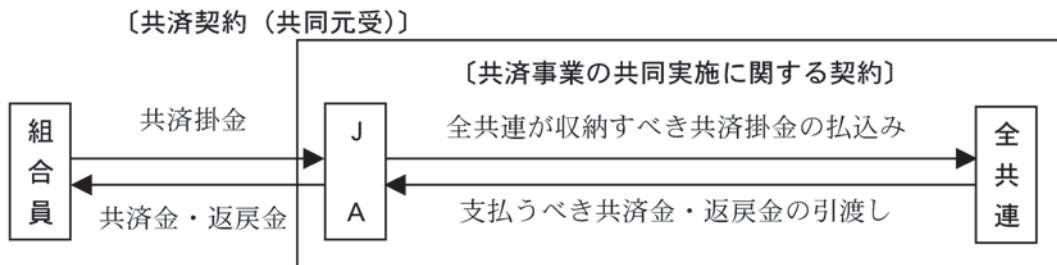 〔共済契約（共同元受）〕
〔共済事業の共同実施に関する契約〕
組合員
共済掛金
共済金・返戻金
JA
全共連が収納すべき共済掛金の払込み
支払うべき共済金・返戻金の引渡し
全共連